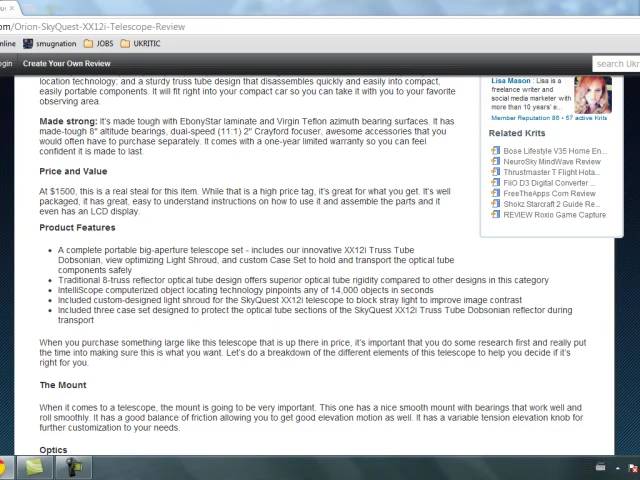 om/Orion-SkyQuest-XX12i-Telescope-Review
nline smugnation JOBS UKRITIC
ogin Create Your Own Review search Ukr
location technology; and a sturdy truss tube design that disassembles quickly and easily into compact,
easily portable components. It will fit right into your compact car so you can take it with you to your favorite
observing area.
Made strong: It's made tough with EbonyStar laminate and Virgin Teflon azimuth bearing surfaces. It has
made-tough 8" altitude bearings, dual-speed (11:1) 2" Crayford focuser, awesome accessories that you
would often have to purchase separately. It comes with a one-year limited warranty so you can feel
confident it is made to last.
Price and Value
At $1500, this is a real steal for this item. While that is a high price tag, it's great for what you get. It's well
packaged, it has great, easy to understand instructions on how to use it and assemble the parts and it
even has an LCD display.
Product Features
A complete portable big-aperture telescope set - includes our innovative XX12i Truss Tube
Dobsonian, view optimizing Light Shroud, and custom Case Set to hold and transport the optical tube
components safely
Traditional 8-truss reflector optical tube design offers superior optical tube rigidity compared to other designs in this category
IntelliScope computerized object locating technology pinpoints any of 14,000 objects in seconds
Included custom-designed light shroud for the SkyQuest XX12i telescope to block stray light to improve image contrast
Included three case set designed to protect the optical tube sections of the SkyQuest XX12i Truss Tube Dobsonian reflector during
transport
When you purchase something large like this telescope that is up there in price, it's important that you do some research first and really put
the time into making sure this is what you want. Let's do a breakdown of the different elements of this telescope to help you decide if it's
right for you.
The Mount
When it comes to a telescope, the mount is going to be very important. This one has a nice smooth mount with bearings that work well and
roll smoothly. It has a good balance of friction allowing you to get good elevation motion as well. It has a variable tension elevation knob for
further customization to your needs.
Optics
Lisa Mason : Lisa is a
freelance writer and
social media marketer with
more than 10 years' e...
Member Reputation 86 • 57 active Krits
Related Krits
Bose Lifestyle V35 Home En...
NeuroSky MindWave Review
Thrustmaster T Flight Hota...
FiiO D3 Digital Converter ...
FreeTheApps Com Review
Shokz Starcraft 2 Guide Re...
REVIEW Roxio Game Capture